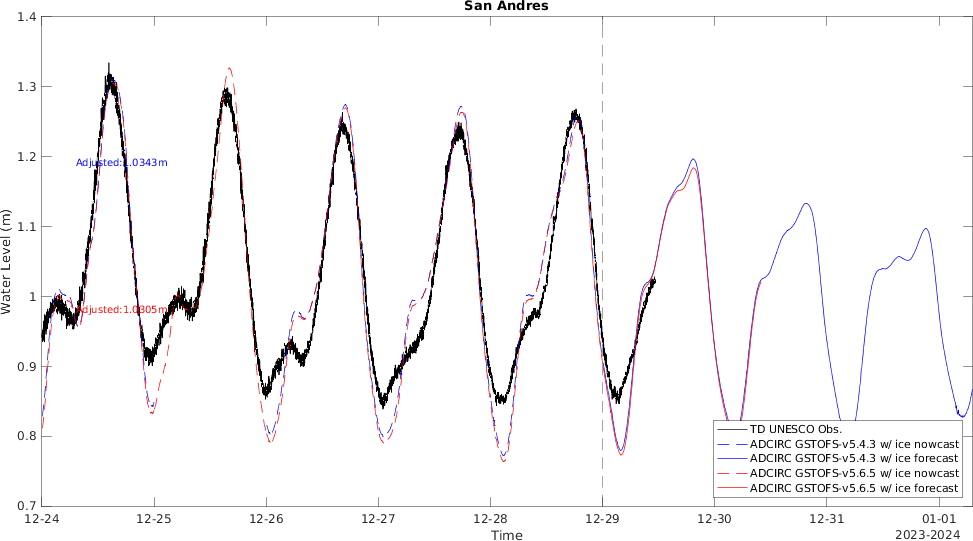 San Andres
1.4
1.3
1.2
1.1
1
0.9
0.8
0.7
Water Level (m)
Adjusted:1.0343m
Adjusted:1.0305m
TD UNESCO Obs.
ADCIRC GSTOFS-v5.4.3 w/ ice nowcast
ADCIRC GSTOFS-v5.4.3 w/ ice forecast
ADCIRC GSTOFS-v5.6.5 w/ ice nowcast
ADCIRC GSTOFS-v5.6.5 w/ ice forecast
12-24 12-25 12-26 12-27 12-28 12-29 12-30 12-31 01-01
Time
2023-2024